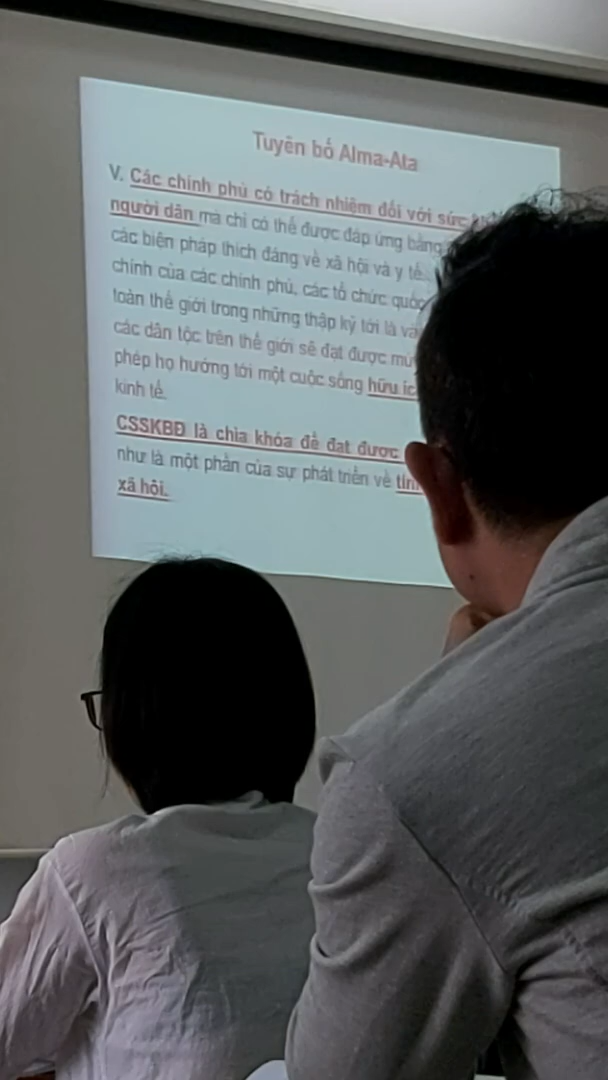 Tuyên bố Alma-Ata
V. Các chính phủ có trách nhiệm đối với sức
người dân mà chỉ có thể được đáp ứng bằng
các biện pháp thích đáng về xã hội và y tế.
chính của các chính phủ, các tổ chức quốc
toàn thế giới trong những thập kỷ tới là
các dân tộc trên thế giới sẽ đạt được
phép họ hướng tới một cuộc sống hữu
kinh tế.
CSSKBĐ là chìa khóa để đạt được
như là một phần của sự phát triển về
xã hội.